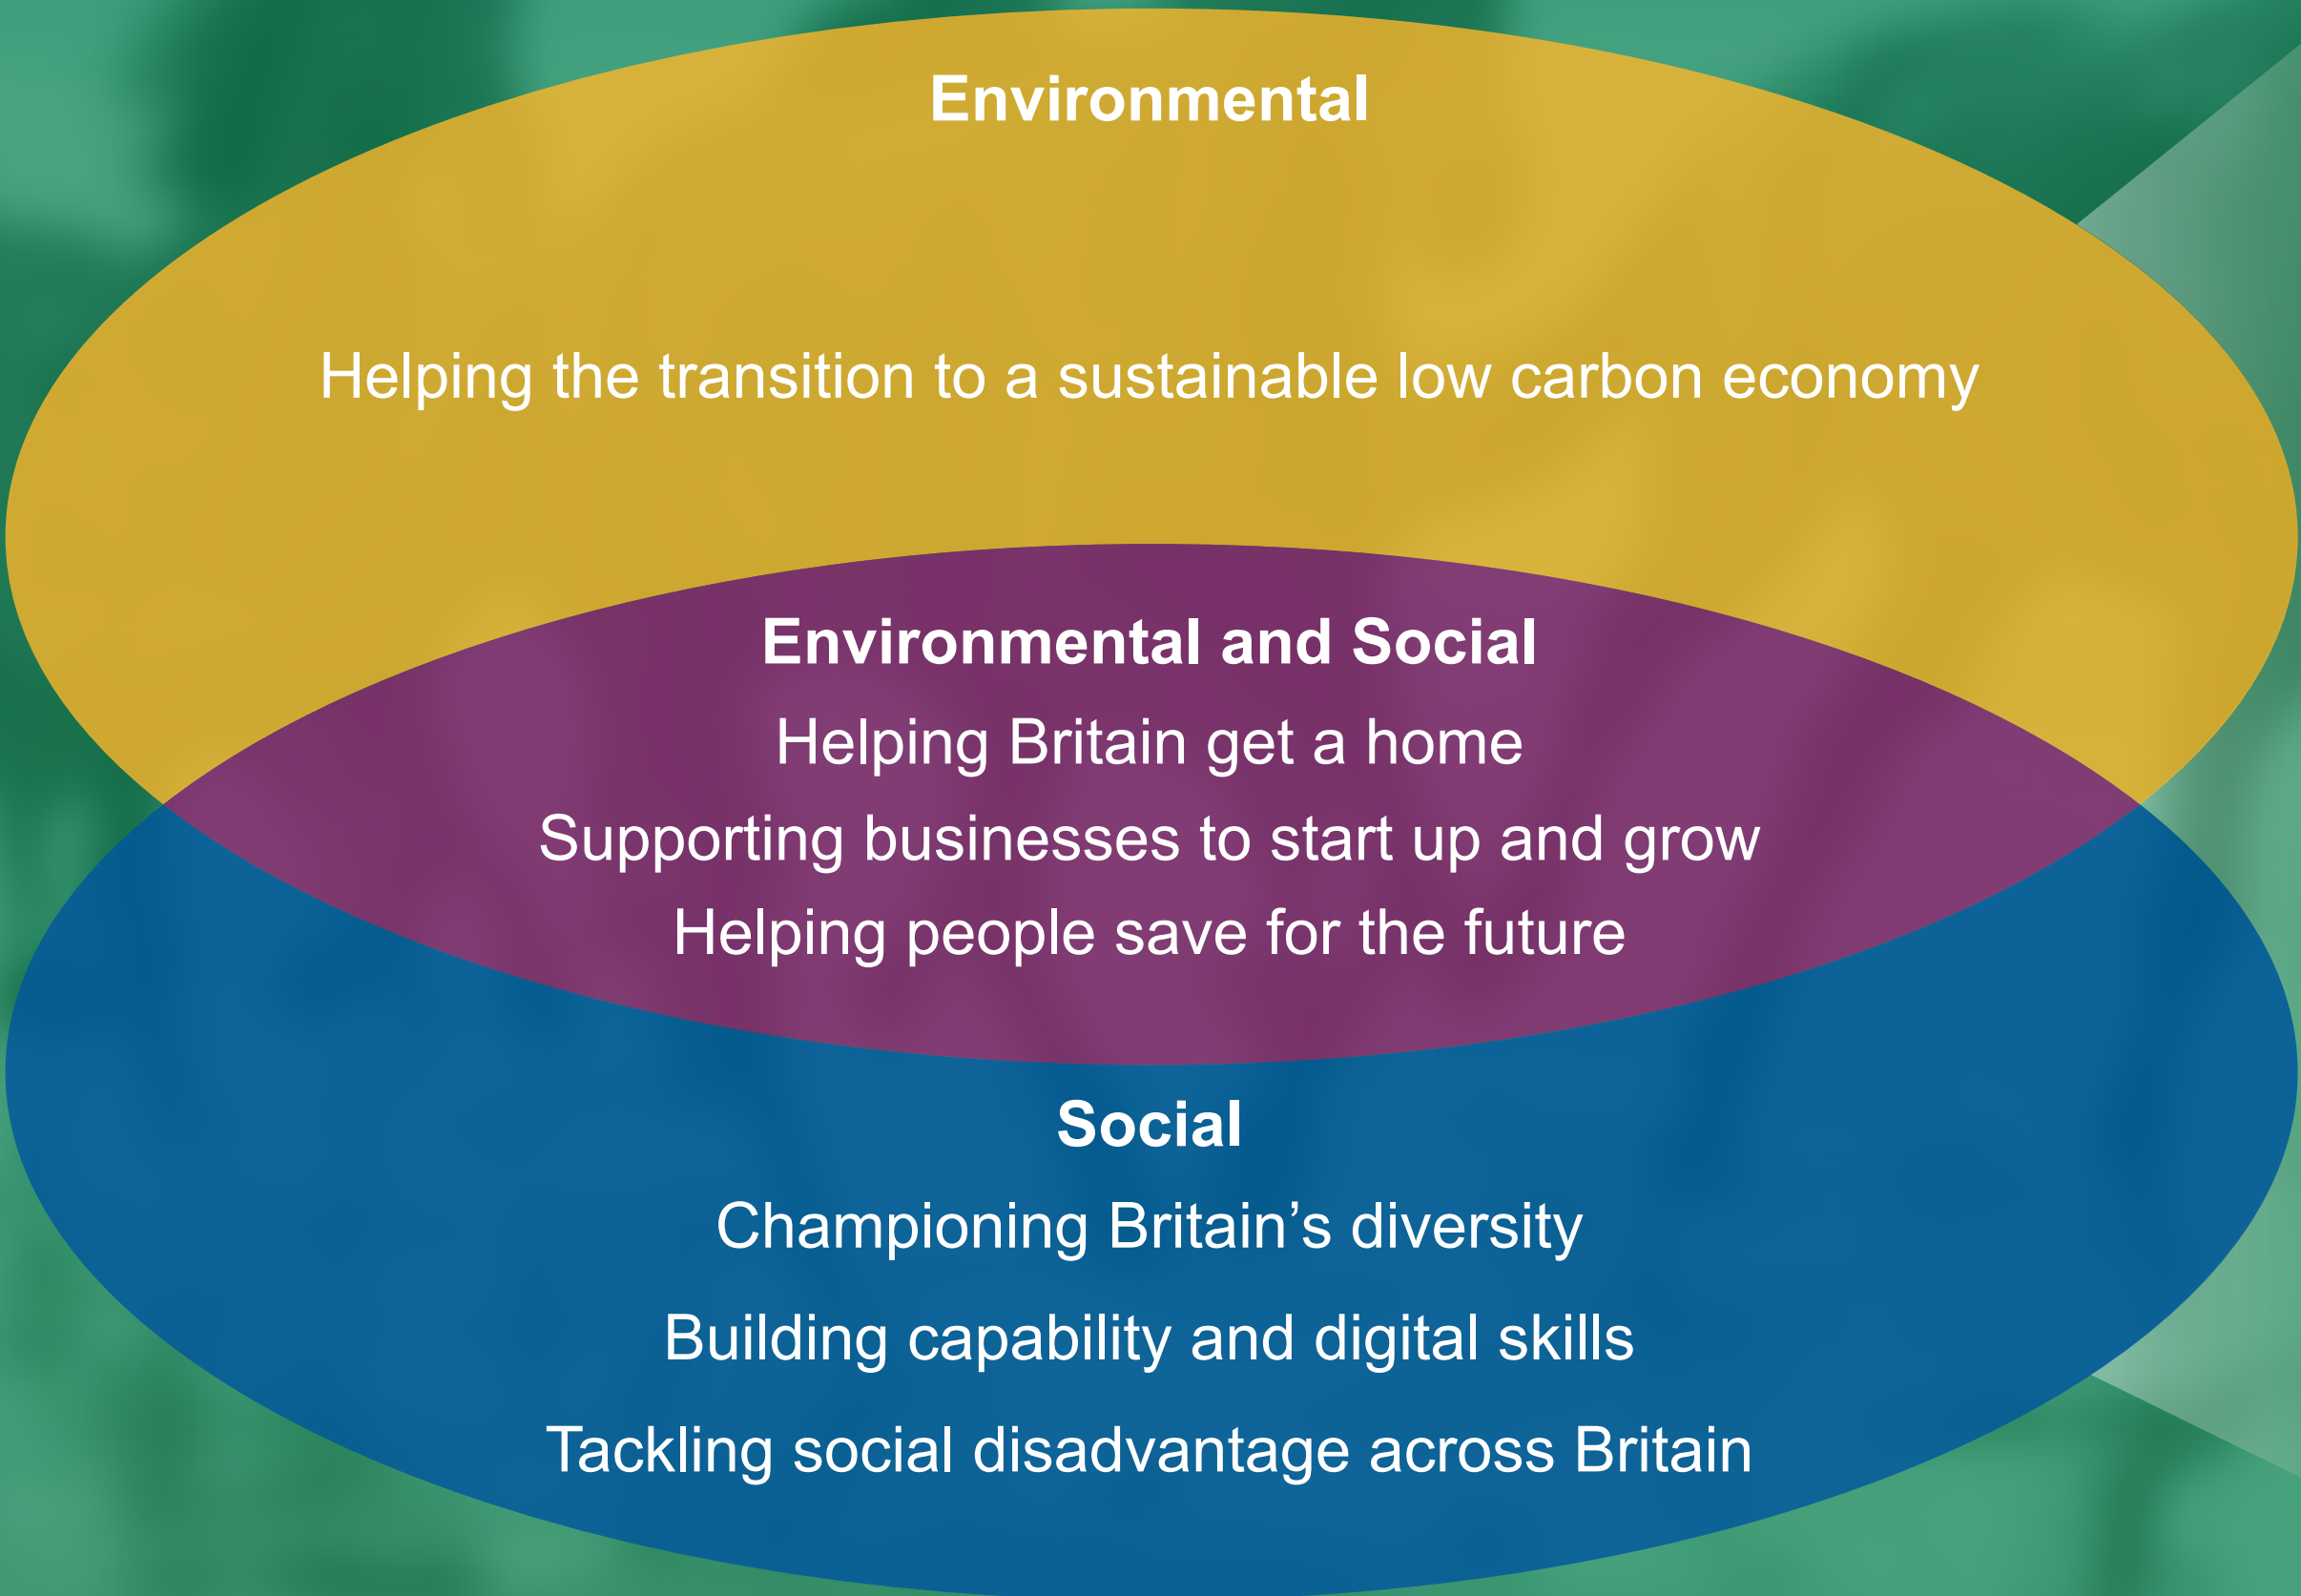 Environmental
Helping the transition to a sustainable low carbon economy
Environmental and Social
Helping Britain get a home
Supporting businesses to start up and grow
Helping people save for the future
Social
Championing Britain’s diversity
Building capability and digital skills
Tackling social disadvantage across Britain